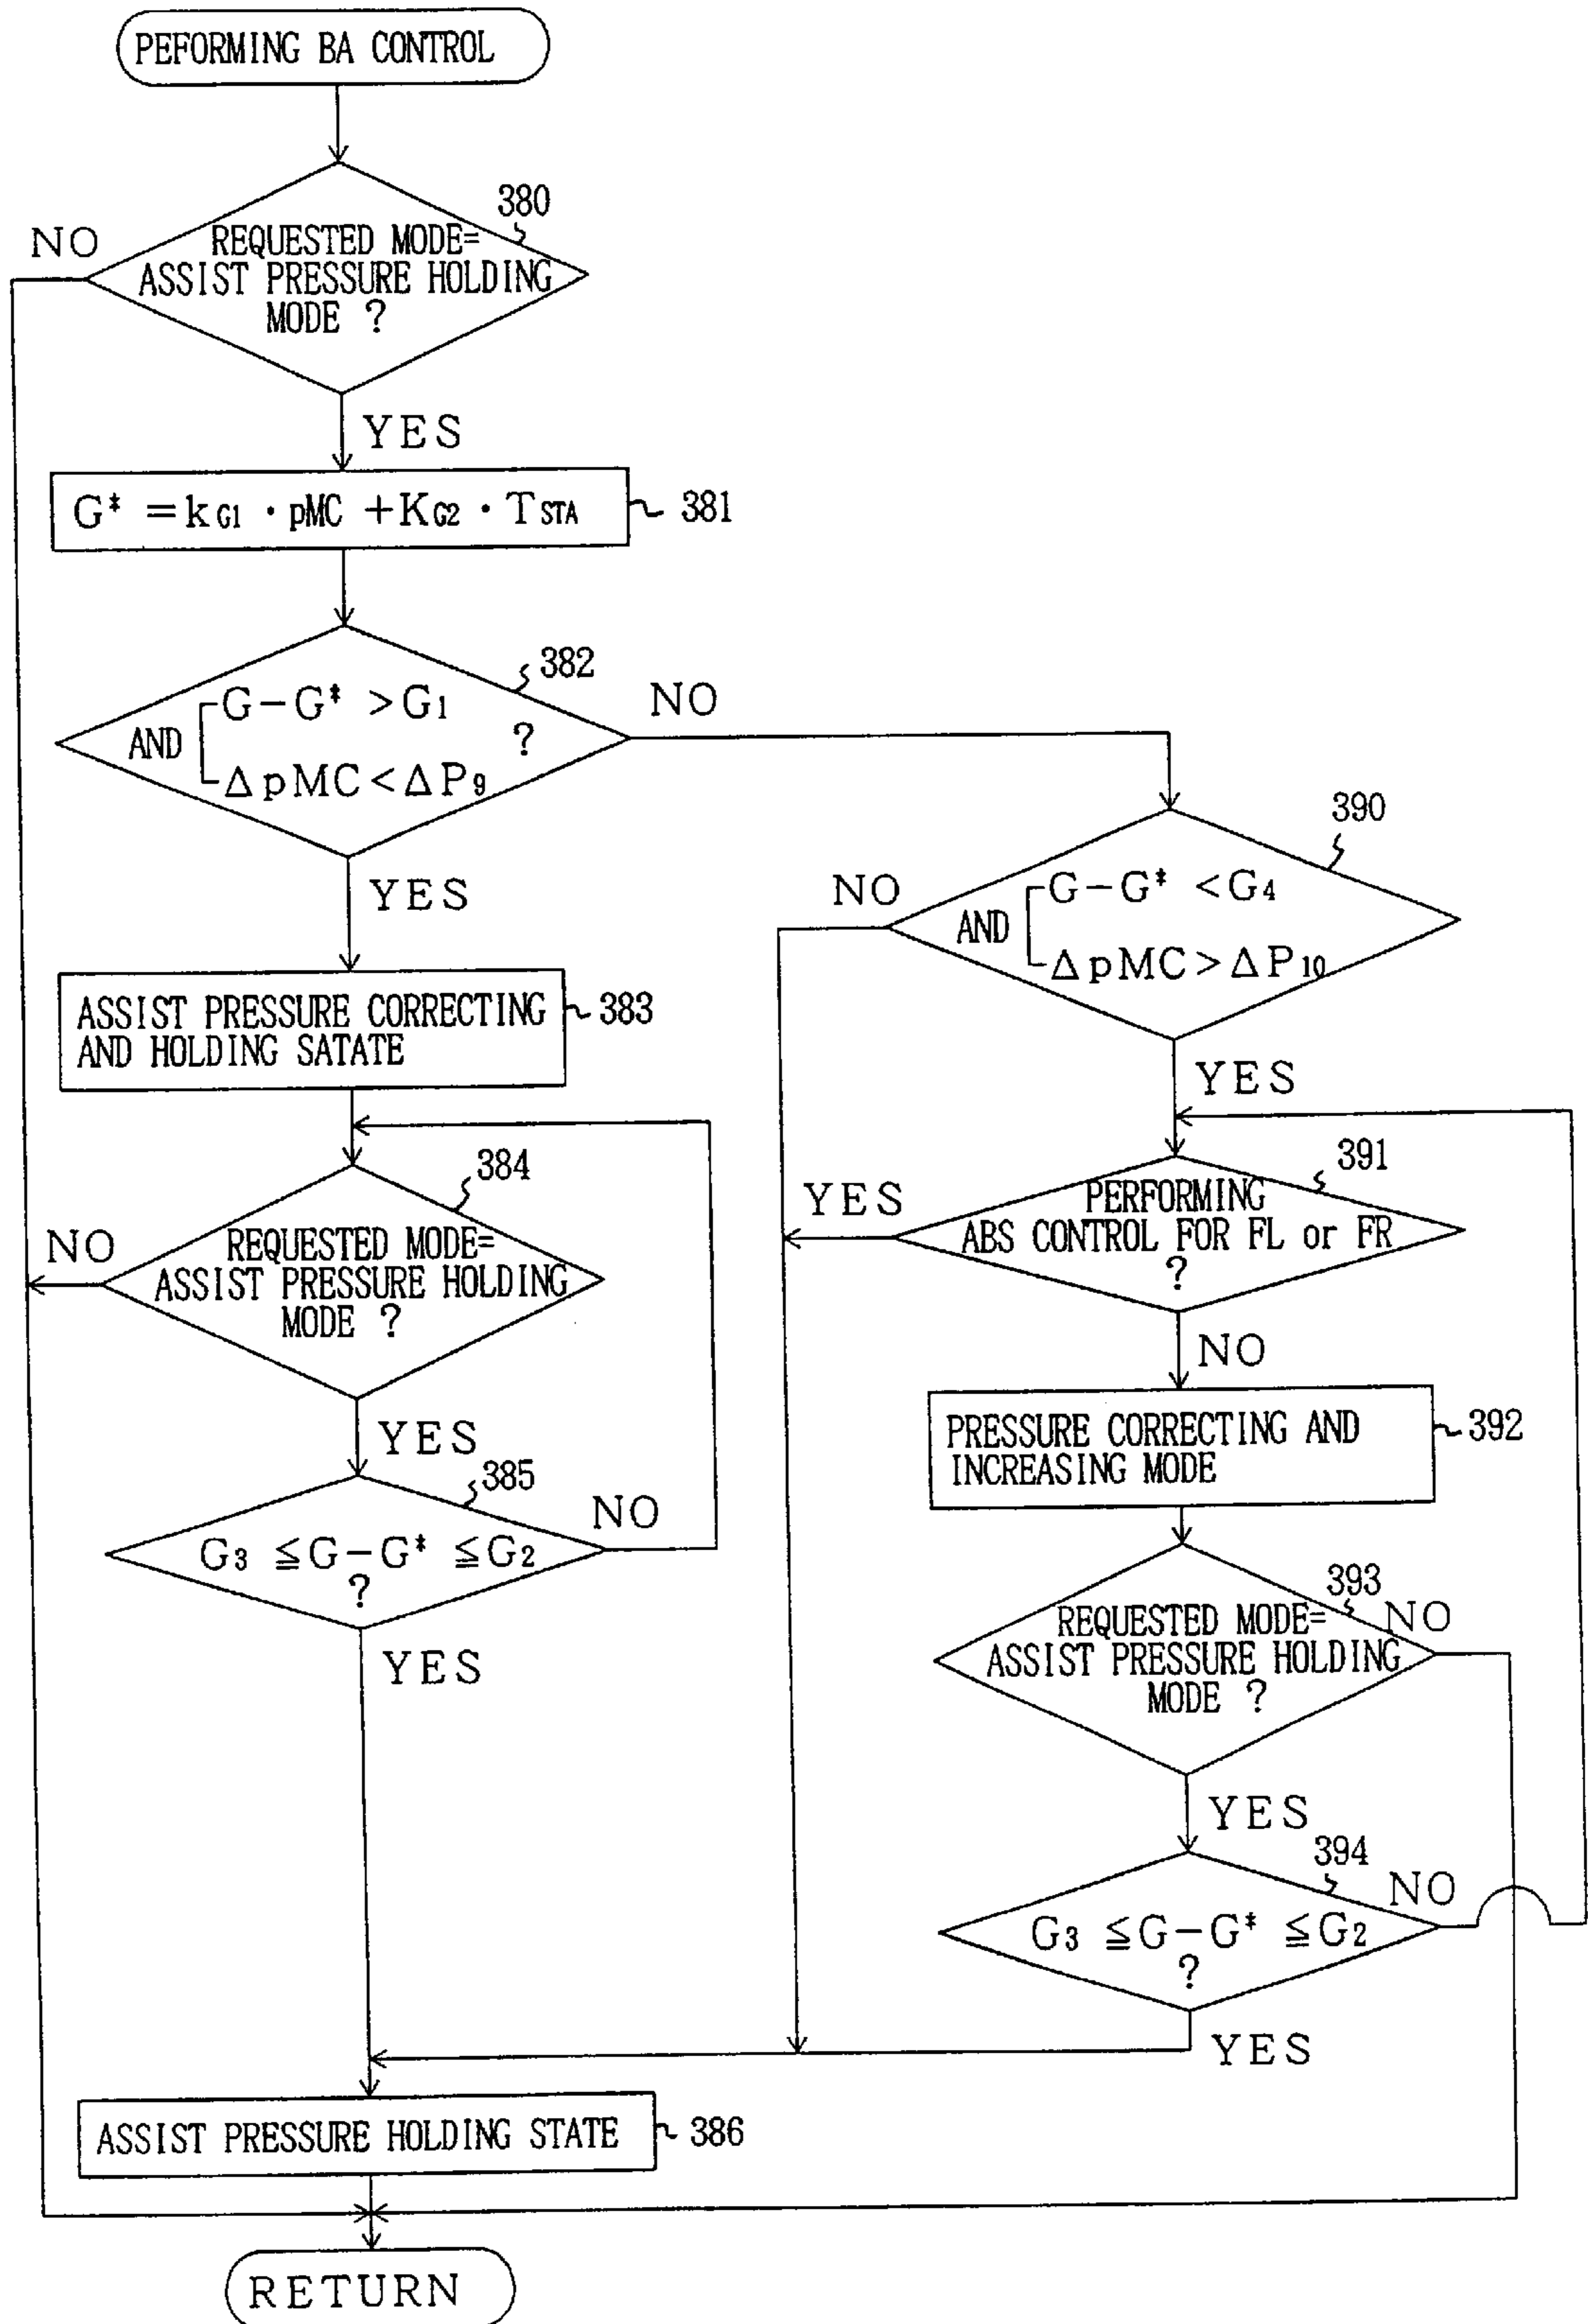 PEFORMING BA CONTROL
380
NO
REQUESTED MODE=
ASSIST PRESSURE HOLDING
MODE ?
YES
G* =kG1 · pMC +KG2 · TSTA
381
382
NO
G-G* >G1
AND
?
ΔpMC<ΔP9
YES
390
NO
G-G* <G4
AND
ΔpMC>ΔP10
YES
ASSIST PRESSURE CORRECTING
AND HOLDING SATATE
383
384
NO
REQUESTED MODE=
ASSIST PRESSURE HOLDING
MODE ?
YES
385
NO
G3 ≦G-G* ≦G2
?
YES
391
YES
PERFORMING
ABS CONTROL FOR FL or FR
?
NO
PRESSURE CORRECTING AND
INCREASING MODE
392
393
NO
REQUESTED MODE=
ASSIST PRESSURE HOLDING
MODE ?
YES
394
NO
G3 ≦G-G* ≦G2
?
YES
ASSIST PRESSURE HOLDING STATE
386
RETURN